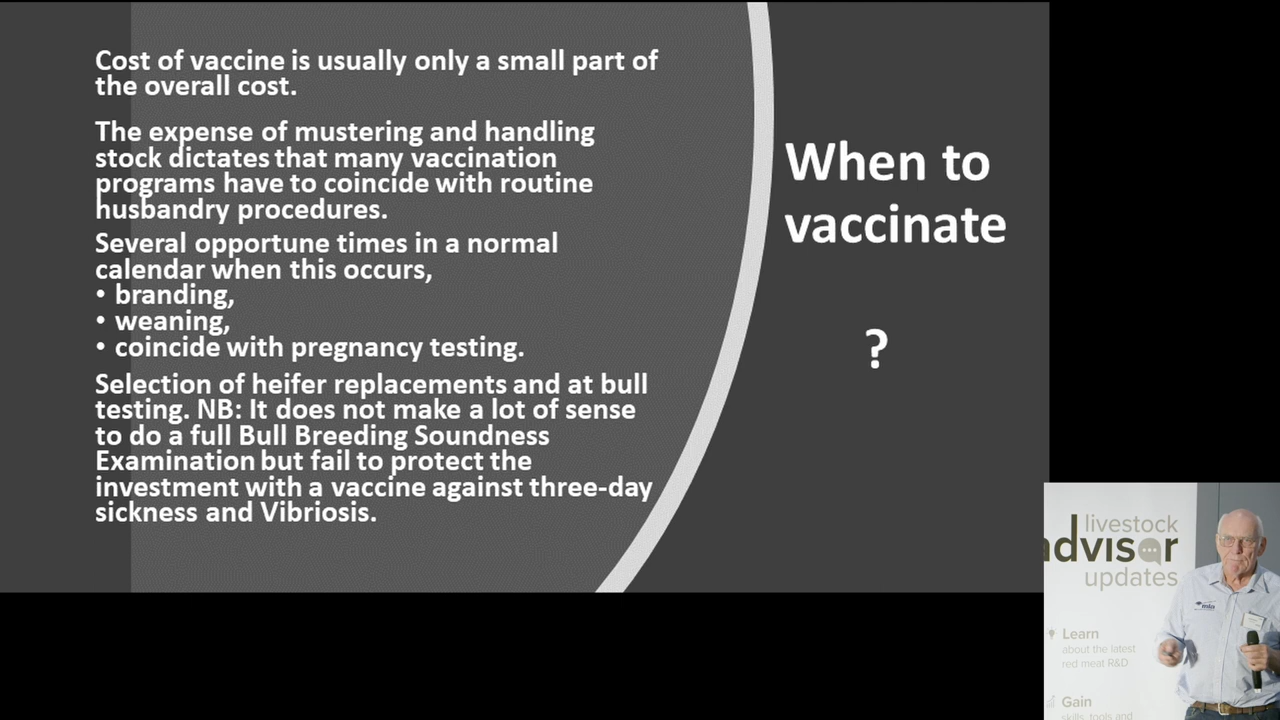 Cost of vaccine is usually only a small part of
the overall cost.
The expense of mustering and handling
stock dictates that many vaccination
programs have to coincide with routine
husbandry procedures.
Several opportune times in a normal
calendar when this occurs,
• branding,
• weaning,
• coincide with pregnancy testing.
Selection of heifer replacements and at bull
testing. NB: It does not make a lot of sense
to do a full Bull Breeding Soundness
Examination but fail to protect the
investment with a vaccine against three-day
sickness and Vibriosis.
When to
vaccinate
?
livestock
advisor
updates
Learn
about the latest
red meat R&D
Gain
skills, tools and
mla